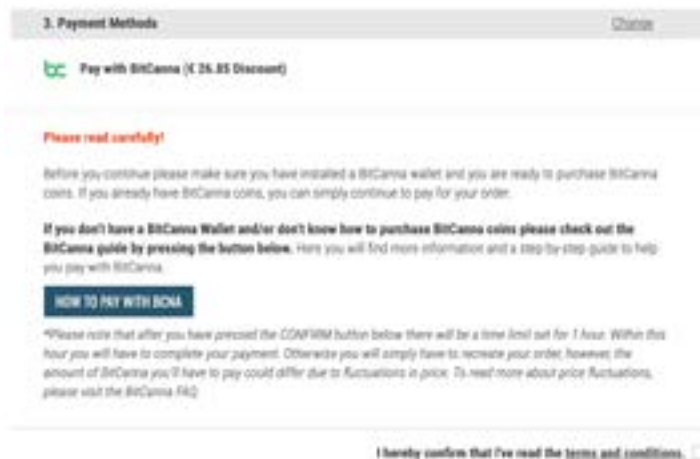 3. Payment Methods Change
bc Pay with BitCanna (€ 26.85 Discount)
Please read carefully!
Before you continue please make sure you have installed a BitCanna wallet and you are ready to purchase BitCanna
coins. If you already have BitCanna coins, you can simply continue to pay for your order.
If you don't have a BitCanna Wallet and/or don't know how to purchase BitCanna coins please check out the
BitCanna guide by pressing the button below. Here you will find more information and a step-by-step guide to help
you pay with BitCanna.
HOW TO PAY WITH BCNA
*Please note that after you have pressed the CONFIRM button below there will be a time limit set for 1 hour. Within this
hour you will have to complete your payment. Otherwise you will simply have to recreate your order, however, the
amount of BitCanna you'll have to pay could differ due to fluctuations in price. To read more about price fluctuations,
please visit the BitCanna FAQ
I hereby confirm that I've read the terms and conditions.